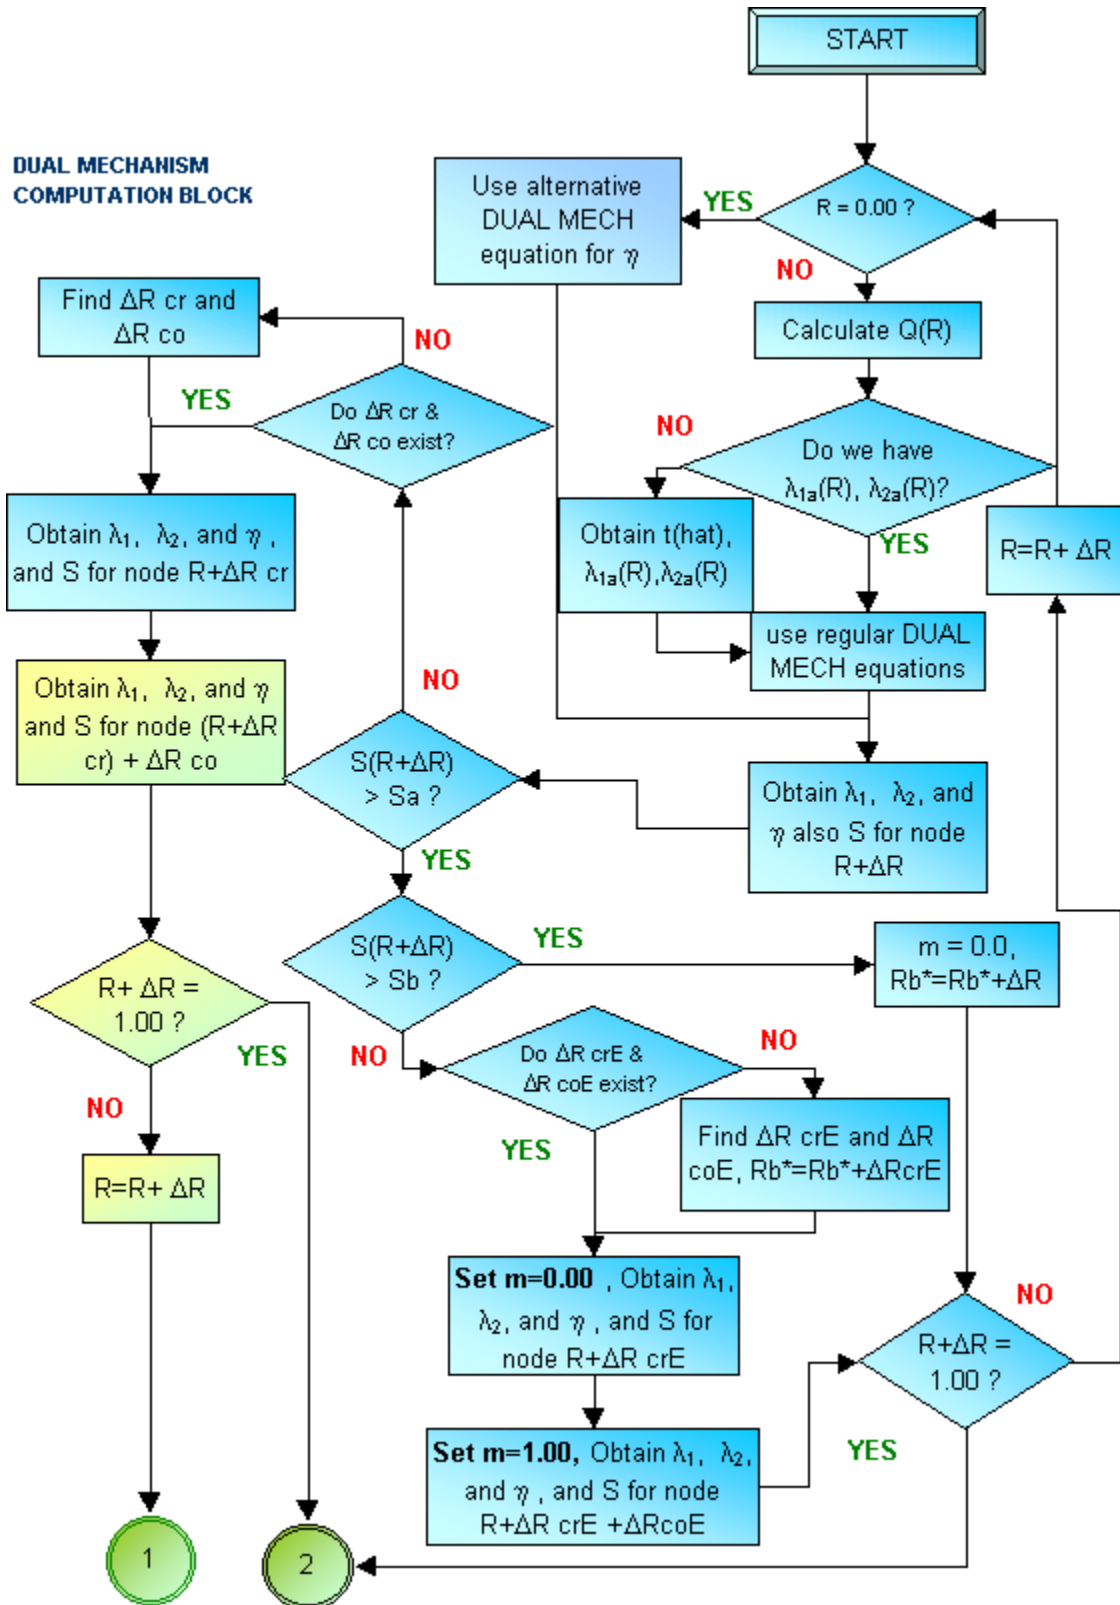 START
DUAL MECHANISM
COMPUTATION BLOCK
Use alternative
DUAL MECH
equation for η
YES
R = 0.00 ?
NO
Find ΔR cr and
ΔR co
NO
Calculate Q(R)
YES
Do ΔR cr &
ΔR co exist?
NO
Do we have
λ₁ₐ(R), λ₂ₐ(R)?
Obtain λ₁, λ₂, and η ,
and S for node R+ΔR cr
Obtain t(hat),
λ₁ₐ(R),λ₂ₐ(R)
YES
R=R+ ΔR
use regular DUAL
MECH equations
NO
Obtain λ₁, λ₂, and η
and S for node (R+ΔR
cr) + ΔR co
S(R+ΔR)
> Sa ?
Obtain λ₁, λ₂, and
η also S for node
R+ΔR
YES
S(R+ΔR)
> Sb ?
YES
m = 0.0,
Rb*=Rb*+ΔR
R+ ΔR =
1.00 ?
YES
NO
Do ΔR crE &
ΔR coE exist?
NO
NO
YES
Find ΔR crE and ΔR
coE, Rb*=Rb*+ΔRcrE
R=R+ ΔR
Set m=0.00 , Obtain λ₁,
λ₂, and η , and S for
node R+ΔR crE
NO
R+ΔR =
1.00 ?
Set m=1.00, Obtain λ₁, λ₂,
and η , and S for node
R+ΔR crE +ΔRcoE
YES
1
2